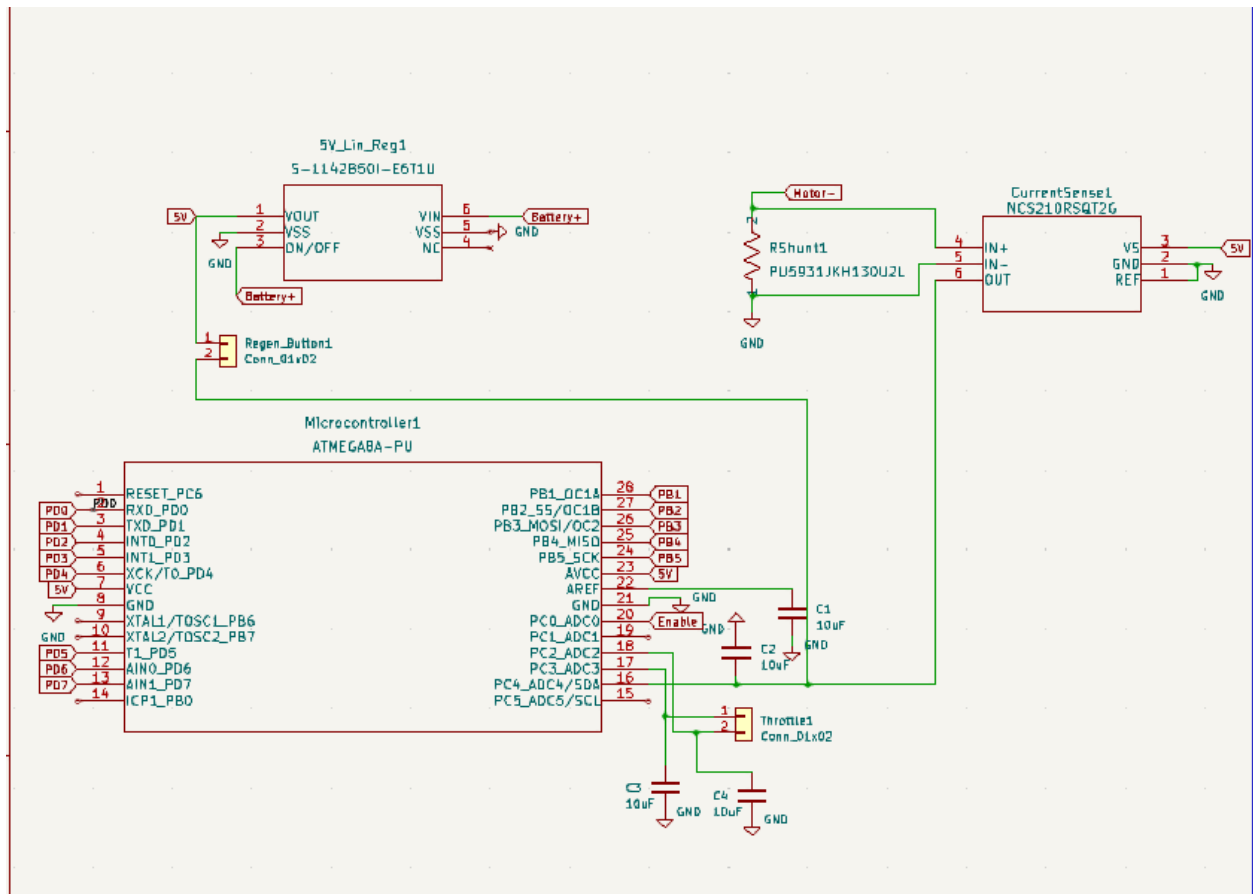 5V_Lin_Reg1
S-1142B50I-E6T1U
5V
1 VOUT
2 VSS
3 ON/OFF
VIN 6
VSS 5
NC 4
Battery+
GND
GND
Battery+
1
2
Regen_Button1
Conn_01x02
Motor-
2
RShunt1
PU5931JKH130U2L
1
GND
CurrentSense1
NCS210RSQT2G
4 IN+
5 IN-
6 OUT
VS 3
GND 2
REF 1
5V
GND
Microcontroller1
ATMEGA8A-PU
1 RESET_PC6
PD0 PD0 2 RXD_PD0
PD1 3 TXD_PD1
PD2 4 INT0_PD2
PD3 5 INT1_PD3
PD4 6 XCK/T0_PD4
5V 7 VCC
8 GND
GND
9 XTAL1/TOSC1_PB6
10 XTAL2/TOSC2_PB7
PD5 11 T1_PD5
PD6 12 AIN0_PD6
PD7 13 AIN1_PD7
14 ICP1_PB0
PB1_OC1A 28 PB1
PB2_SS/OC1B 27 PB2
PB3_MOSI/OC2 26 PB3
PB4_MISO 25 PB4
PB5_SCK 24 PB5
AVCC 23 5V
AREF 22
GND 21 GND
PC0_ADC0 20 Enable
PC1_ADC1 19
PC2_ADC2 18
PC3_ADC3 17
PC4_ADC4/SDA 16
PC5_ADC5/SCL 15
C1
10uF
GND
GND
C2
10uF
1
2
Throttle1
Conn_01x02
C3
10uF
GND
C4
10uF
GND